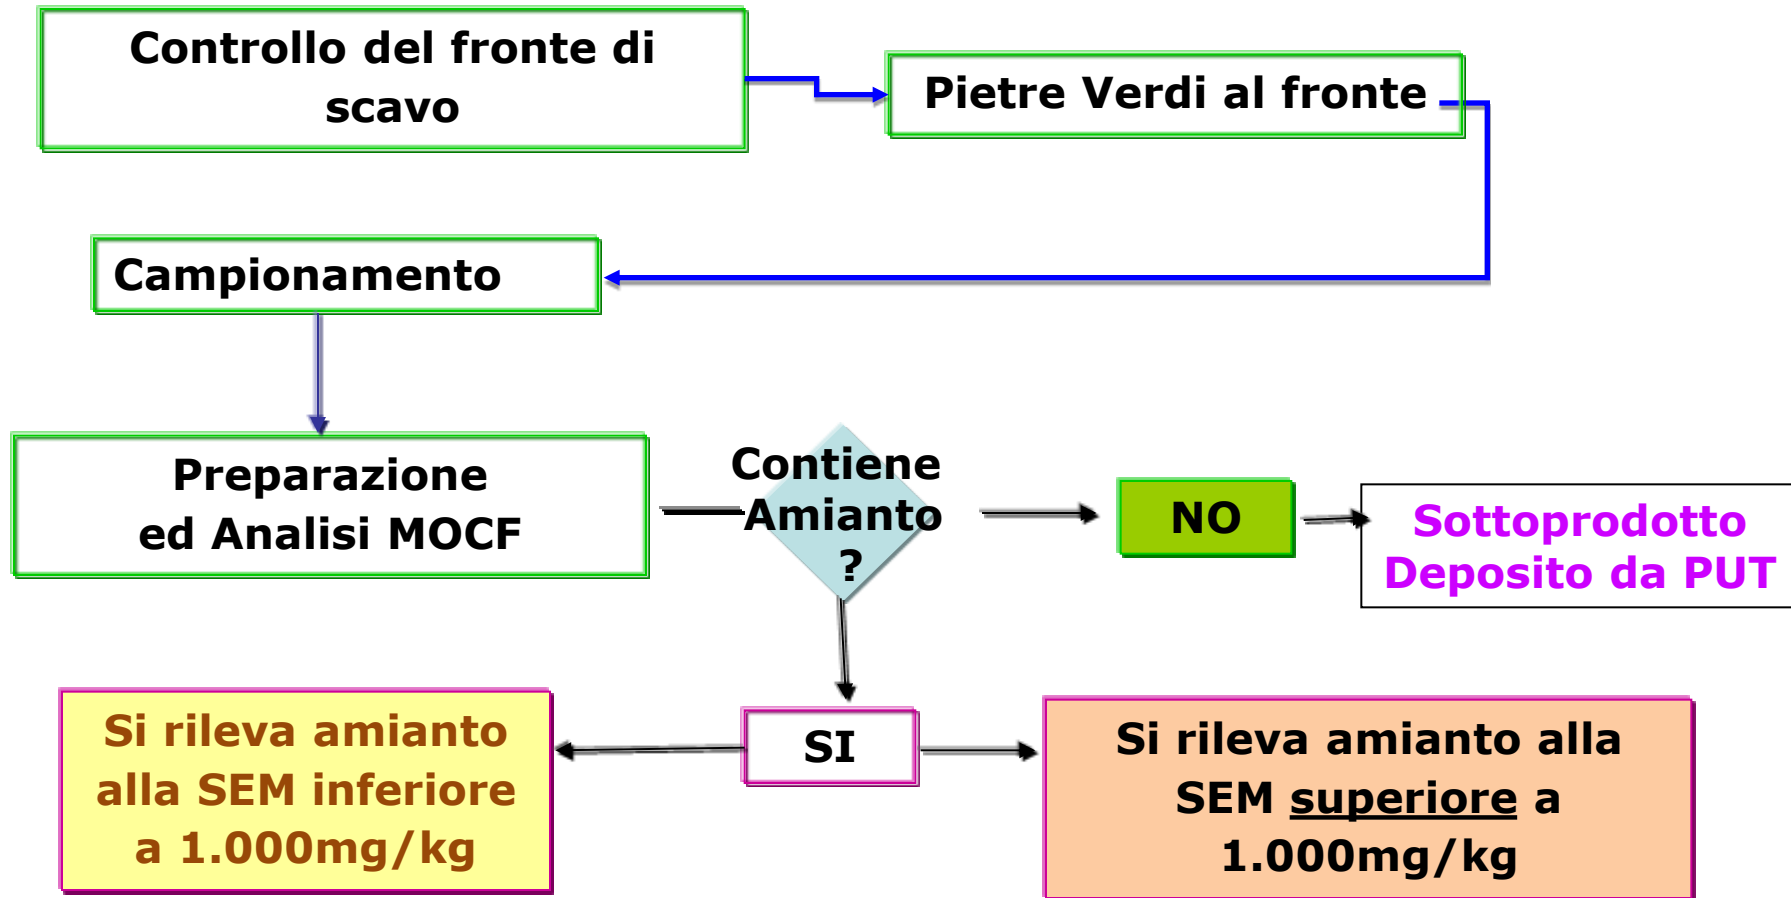 Controllo del fronte di
scavo
Pietre Verdi al fronte
Campionamento
Preparazione
ed Analisi MOCF
Contiene
Amianto
?
NO
Sottoprodotto
Deposito da PUT
Si rileva amianto
alla SEM inferiore
a 1.000mg/kg
SI
Si rileva amianto alla
SEM superiore a
1.000mg/kg